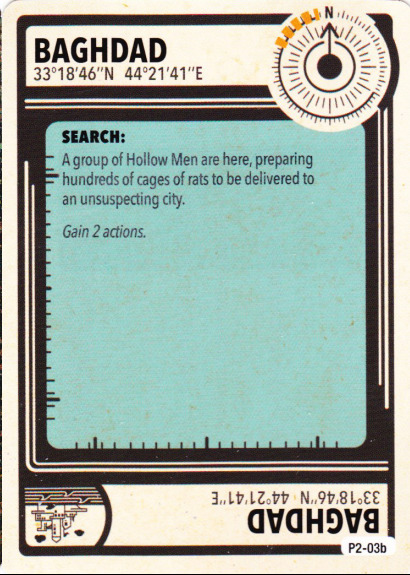 BAGHDAD
33°18'46"N 44°21'41"E
N
SEARCH:
A group of Hollow Men are here, preparing
hundreds of cages of rats to be delivered to
an unsuspecting city.
Gain 2 actions.
BAGHDAD
33°18'46"N 44°21'41"E
P2-03b